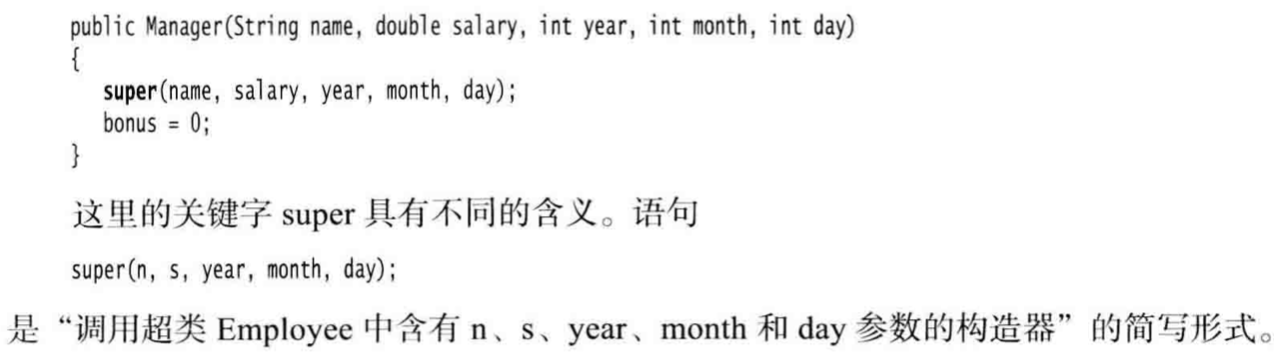 public Manager(String name, double salary, int year, int month, int day)
{
super(name, salary, year, month, day);
bonus = 0;
}
这里的关键字 super 具有不同的含义。语句
super(n, s, year, month, day);
是“调用超类 Employee 中含有 n、s、year、month 和 day 参数的构造器”的简写形式。